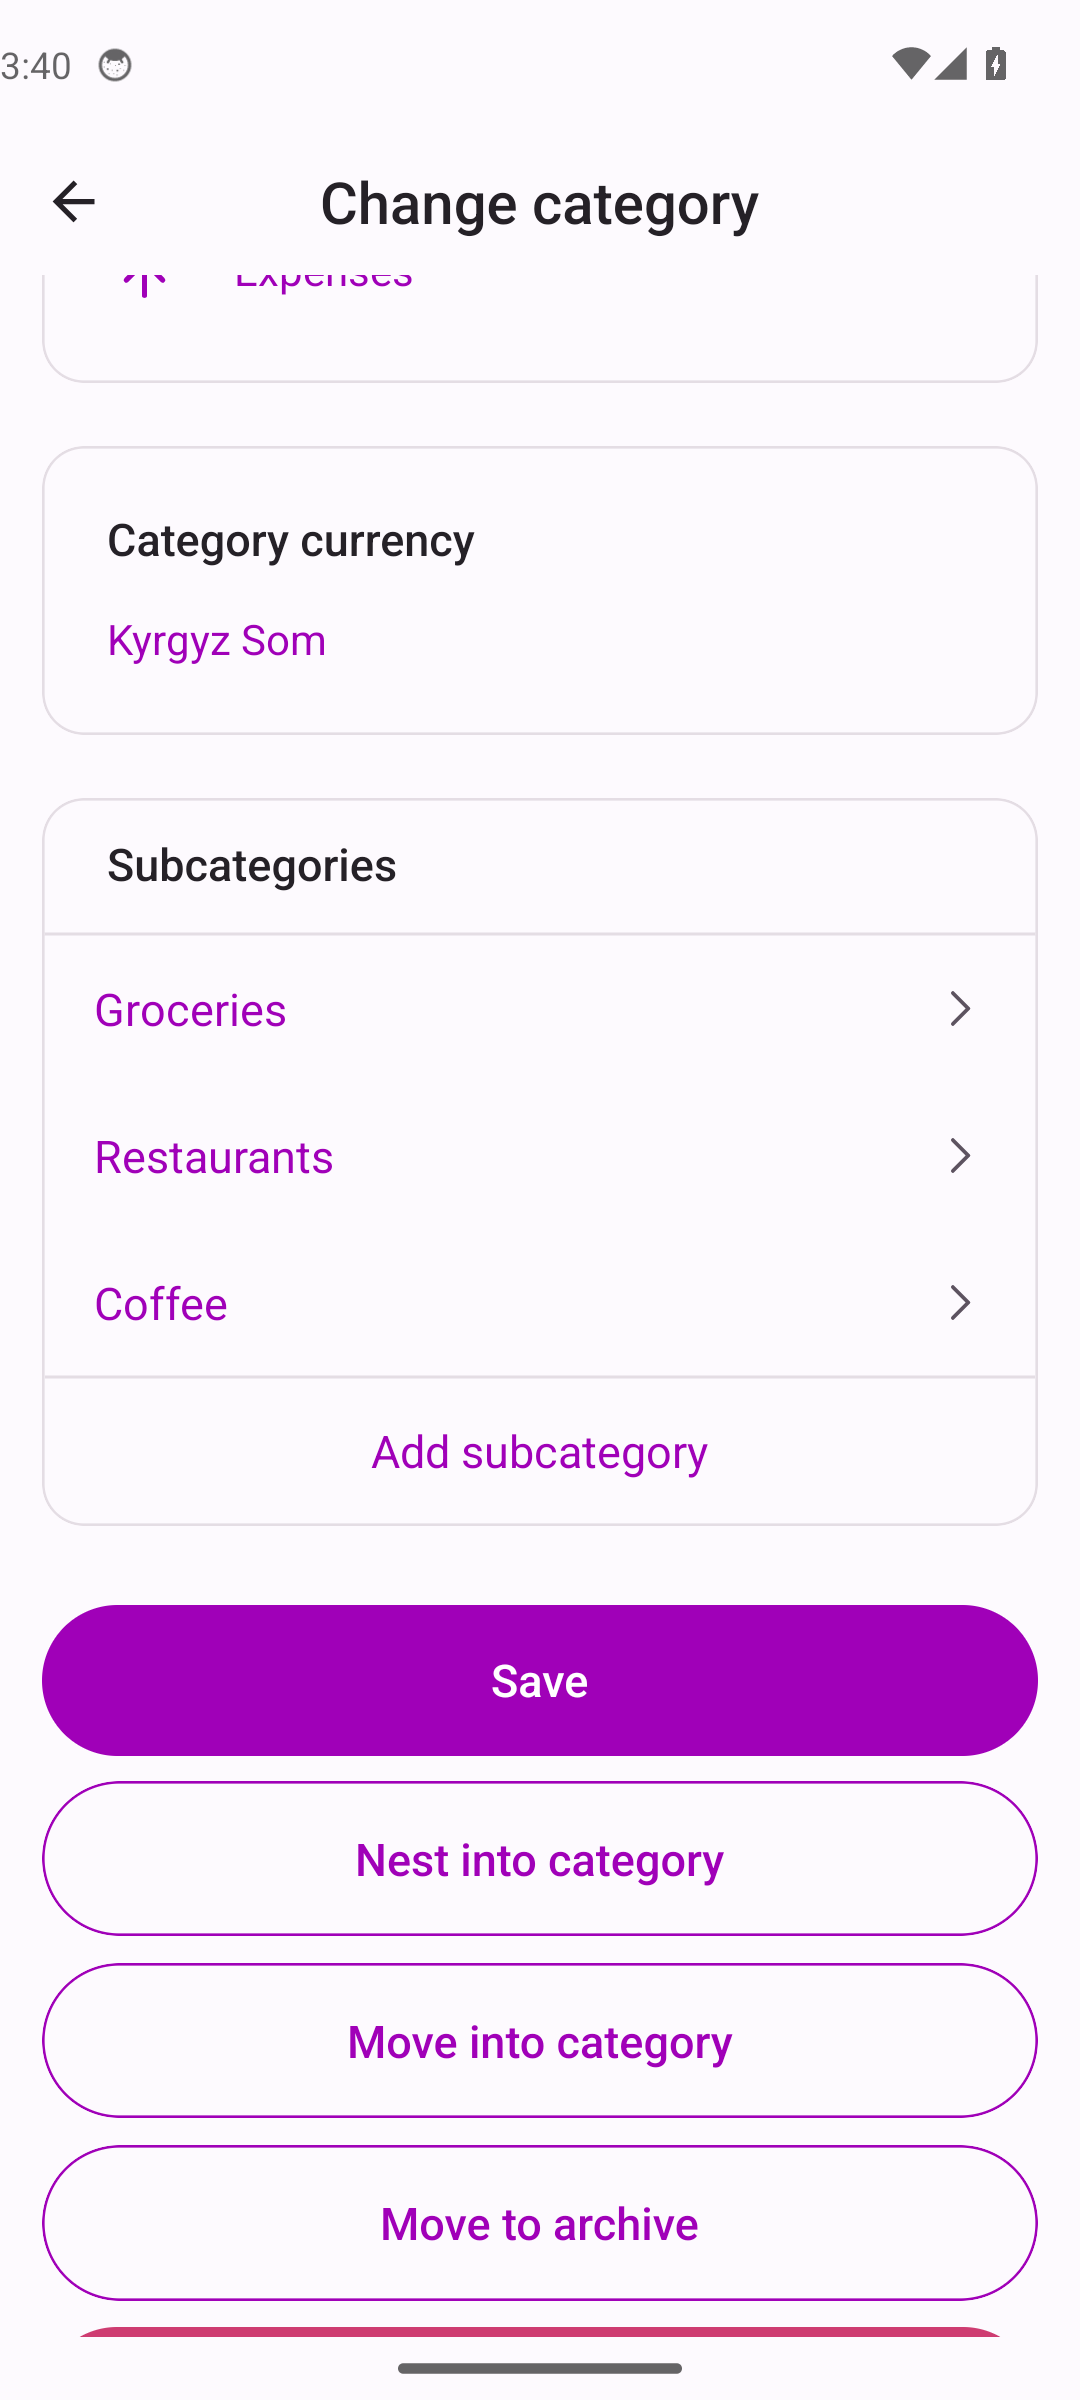 3:40
Change category
Expenses
Category currency
Kyrgyz Som
Subcategories
Groceries
Restaurants
Coffee
Add subcategory
Save
Nest into category
Move into category
Move to archive